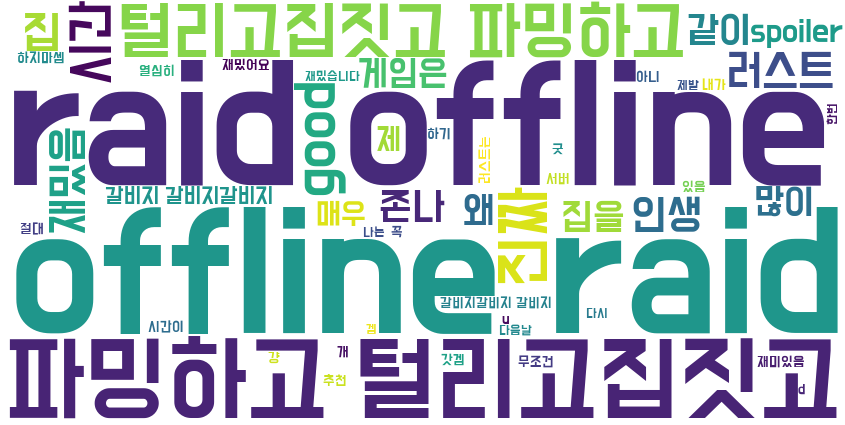 집 시간 털리고집짓고 파밍하고 같이 spoiler
하지마셈 열심히 재밌어요 재밌습니다 게임은 아니 러스트 제발 내가
raid offline
재밌음 good 제 하기 러스트는 굿 한번
갈비지 갈비지갈비지 서버 있음
절대 매우 존나 왜 진짜 집을 인생 많이
나는 꼭
offline raid
갈비지갈비지 갈비지
시간이 겜 u 다음날 다시
파밍하고 털리고집짓고
강 개 추천 갓겜 무조건 재미있음 d